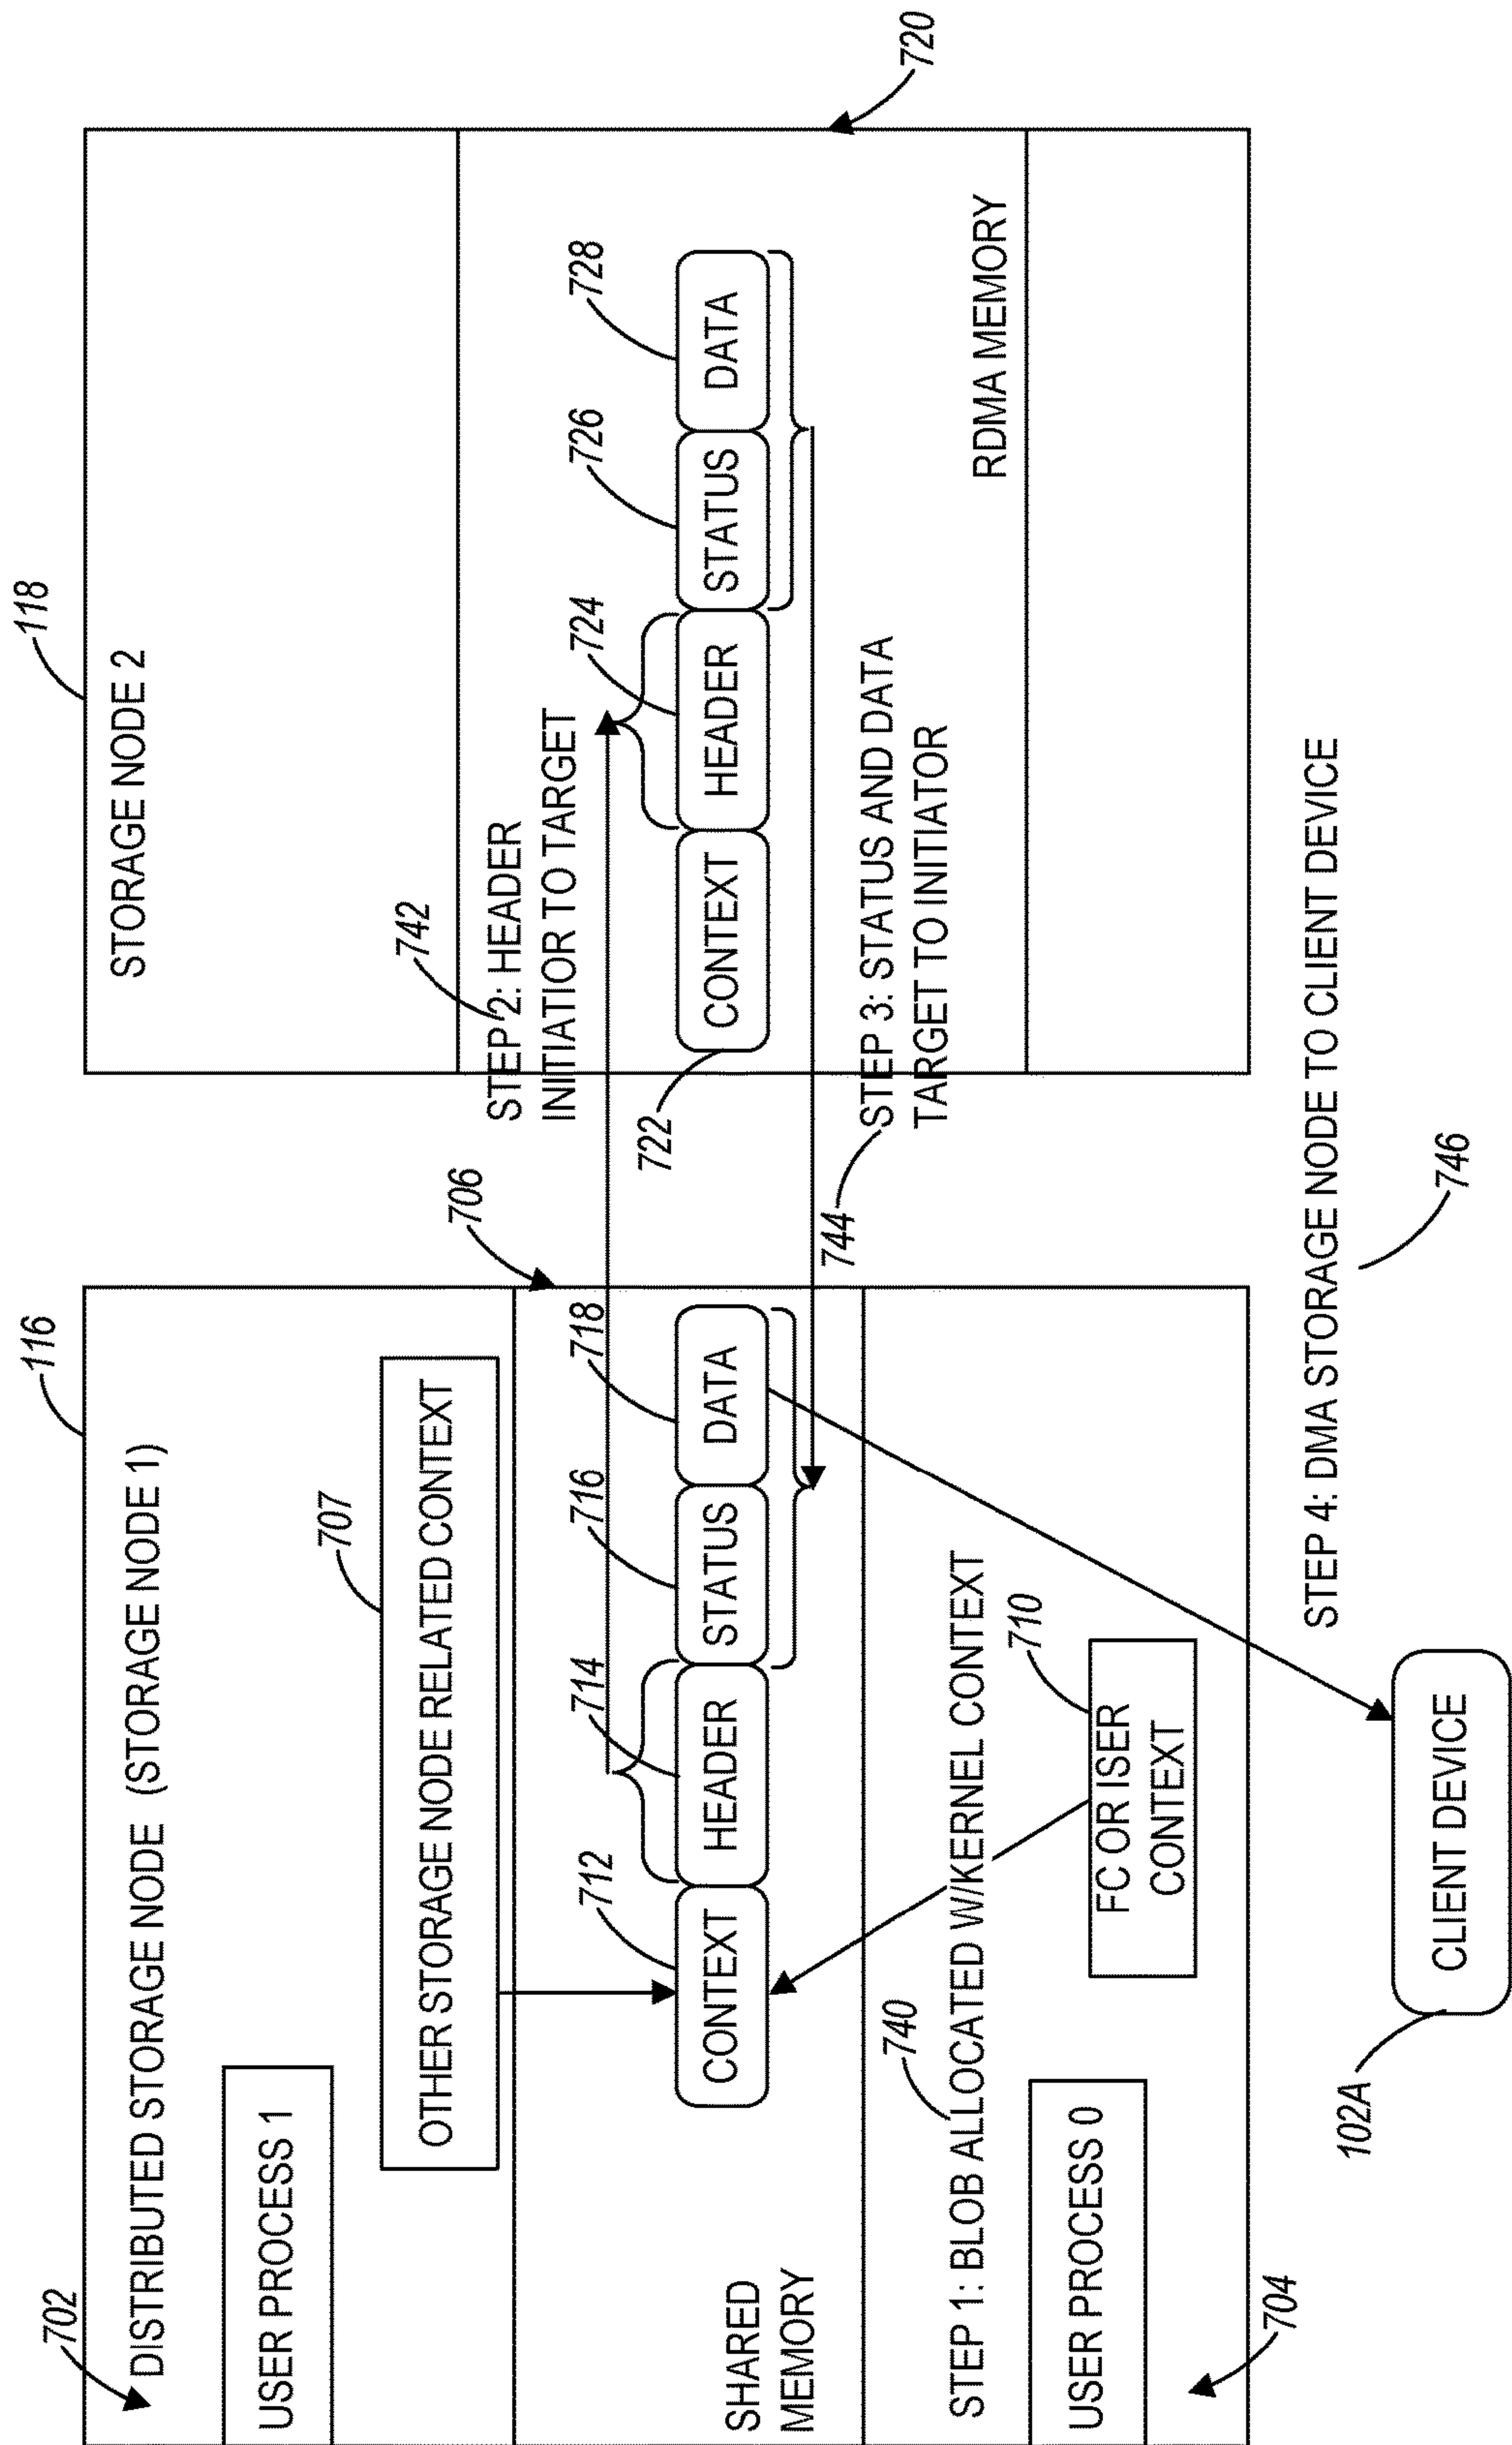 702
DISTRIBUTED STORAGE NODE (STORAGE NODE 1)
116
USER PROCESS 1
707
OTHER STORAGE NODE RELATED CONTEXT
706
SHARED
MEMORY
712
714
716
718
CONTEXT
HEADER
STATUS
DATA
740
STEP 1: BLOB ALLOCATED W/KERNEL CONTEXT
710
FC OR ISER
CONTEXT
USER PROCESS 0
704
118
STORAGE NODE 2
742
STEP 2: HEADER
INITIATIOR TO TARGET
724
726
728
722
CONTEXT
HEADER
STATUS
DATA
720
744
STEP 3: STATUS AND DATA
TARGET TO INITIATOR
RDMA MEMORY
STEP 4: DMA STORAGE NODE TO CLIENT DEVICE
746
102A
CLIENT DEVICE